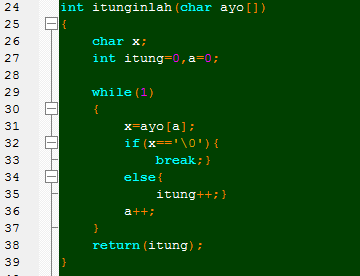 24 int itunginlah(char ayo[])
25 {
26     char x;
27     int itung=0,a=0;
28
29     while(1)
30     {
31         x=ayo[a];
32         if(x=='\0'){
33             break;}
34         else{
35             itung++;}
36         a++;
37     }
38     return(itung);
39 }